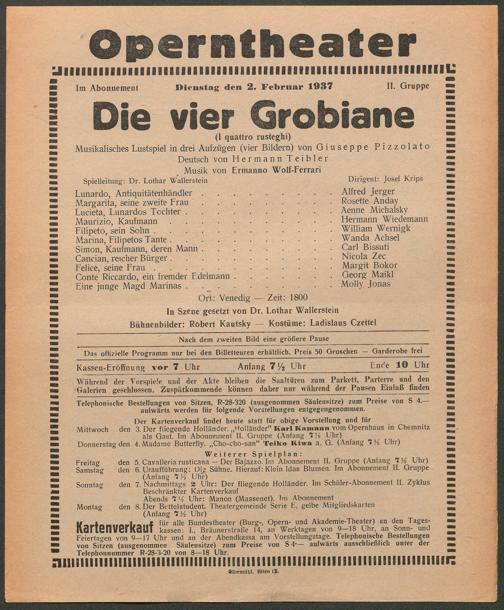 Operntheater
Im Abonnement Dienstag den 2. Februar 1937 II. Gruppe
Die vier Grobiane
(I quattro rusteghi)
Musikalisches Lustspiel in drei Aufzügen (vier Bildern) von Giuseppe Pizzolato
Deutsch von Hermann Teibler
Musik von Ermanno Wolf-Ferrari
Spielleitung: Dr. Lothar Wallerstein Dirigent: Josef Krips
Lunardo, Antiquitätenhändler . . . . . . Alfred Jerger
Margarita, seine zweite Frau . . . . . . Rosette Anday
Lucieta, Lunardos Tochter . . . . . . Aenne Michalsky
Maurizio, Kaufmann . . . . . . Hermann Wiedemann
Filipeto, sein Sohn . . . . . . William Wernigk
Marina, Filipetos Tante . . . . . . Wanda Achsel
Simon, Kaufmann, deren Mann . . . . . . Carl Bissuti
Cancian, reicher Bürger . . . . . . Nicola Zec
Felice, seine Frau . . . . . . Margit Bokor
Conte Riccardo, ein fremder Edelmann . . . . . . Georg Maikl
Eine junge Magd Marinas . . . . . . Molly Jonas
Ort: Venedig — Zeit: 1800
In Szene gesetzt von Dr. Lothar Wallerstein
Bühnenbilder: Robert Kautsky — Kostüme: Ladislaus Czettel
Nach dem zweiten Bild eine größere Pause
Das offizielle Programm nur bei den Billetteuren erhältlich. Preis 50 Groschen — Garderobe frei
Kassen-Eröffnung vor 7 Uhr Anfang 7½ Uhr Ende 10 Uhr
Während der Vorspiele und der Akte bleiben die Saaltüren zum Parkett, Parterre und den
Galerien geschlossen. Zuspätkommende können daher nur während der Pausen Einlaß finden
Telephonische Bestellungen von Sitzen, R-28-320 (ausgenommen Säulensitze) zum Preise von S 4.—
aufwärts werden für folgende Vorstellungen entgegengenommen.
Der Kartenverkauf findet heute statt für obige Vorstellung und für
Mittwoch den 3. Der fliegende Holländer. „Holländer" Karl Kamann vom Opernhaus in Chemnitz
als Gast. Im Abonnement II. Gruppe (Anfang 7½ Uhr)
Donnerstag den 4. Madame Butterfly. „Cho-cho-san" Teiko Kiwa a. G. (Anfang 7½ Uhr)
Weiterer Spielplan:
Freitag den 5. Cavalleria rusticana — Der Bajazzo. Im Abonnement II. Gruppe (Anfang 7½ Uhr)
Samstag den 6. Uraufführung: Die Sühne. Hierauf: Klein Idas Blumen. Im Abonnement II. Gruppe
(Anfang 7½ Uhr)
Sonntag den 7. Nachmittags 2 Uhr: Der fliegende Holländer. Im Schüler-Abonnement II. Zyklus
Beschränkter Kartenverkauf
Abends 7½ Uhr: Manon (Massenet). Im Abonnement
Montag den 8. Der Bettelstudent. Theatergemeinde Serie E, gelbe Mitgliedskarten
(Anfang 7½ Uhr)
Kartenverkauf für alle Bundestheater (Burg-, Opern- und Akademie-Theater) an den Tages-
kassen: I., Bräunerstraße 14, an Werktagen von 9—18 Uhr, an Sonn- und
Feiertagen von 9—17 Uhr und an der Abendkassa am Vorstellungstage. Telephonische Bestellungen
von Sitzen (ausgenommen Säulensitze) zum Preise von S 4— aufwärts ausschließlich unter der
Telephonnummer R-28-3-20 von 8—18 Uhr.